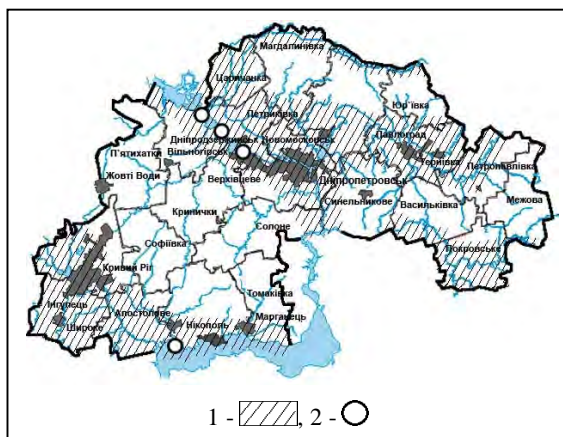 Магдалинівка
Царичанка
Петриківка
Юр'ївка
Дніпродзержинськ
Новомосковськ
Павлоград
Вільногірськ
П'ятихатки
Тернівка
Петропавлівка
Жовті Води
Верхівцеве
Дніпропетровськ
Межова
Синельникове
Васильківка
Кринички
Солоне
Софіївка
Покровське
Кривий Ріг
Томаківка
Інгулець
Апостолове
Марганець
Широке
Нікополь
1 - , 2 -